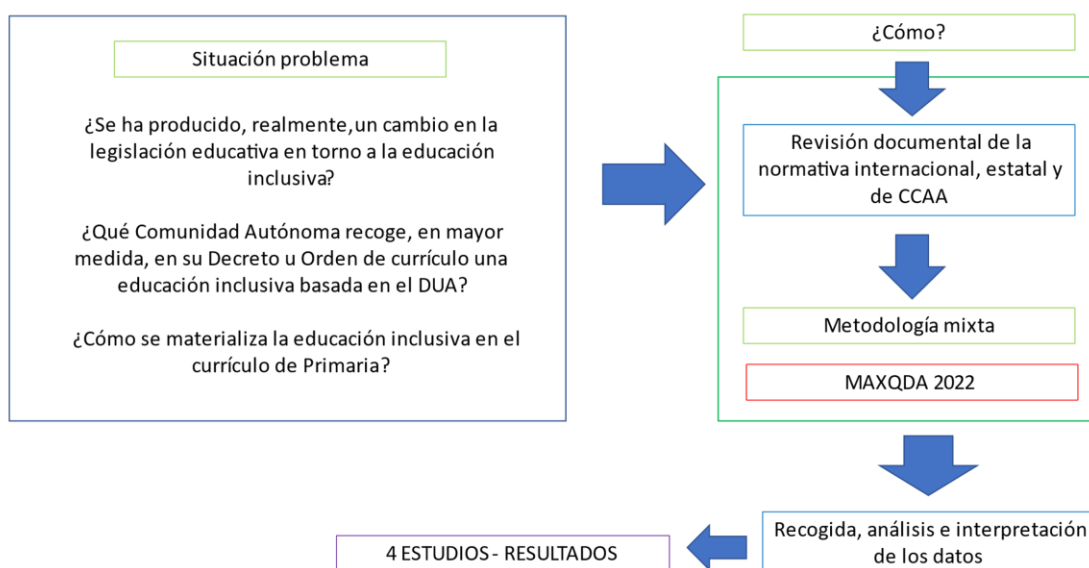 Situación problema
¿Se ha producido, realmente,un cambio en la
legislación educativa en torno a la educación
inclusiva?
¿Qué Comunidad Autónoma recoge, en mayor
medida, en su Decreto u Orden de currículo una
educación inclusiva basada en el DUA?
¿Cómo se materializa la educación inclusiva en el
currículo de Primaria?
¿Cómo?
Revisión documental de la
normativa internacional, estatal y
de CCAA
Metodología mixta
MAXQDA 2022
Recogida, análisis e interpretación
de los datos
4 ESTUDIOS - RESULTADOS